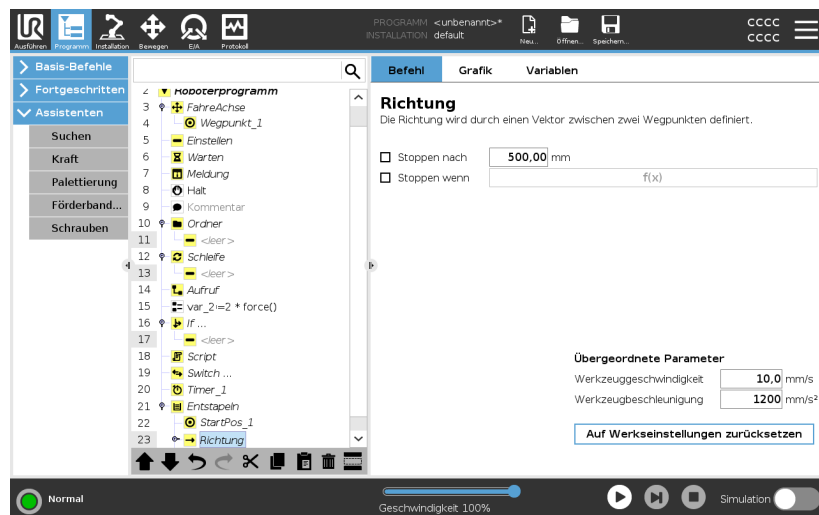 PROGRAMM <unbenannt>*
INSTALLATION default
CCCC
CCCC
Ausführen Programm Installation Bewegen E/A Protokoll Neu... Öffnen... Speichern...
Basis-Befehle
Fortgeschritten
Assistenten
Suchen
Kraft
Palettierung
Förderband...
Schrauben
2 Roboterprogramm
3 FahreAchse
4 Wegpunkt_1
5 Einstellen
6 Warten
7 Meldung
8 Halt
9 Kommentar
10 Ordner
11 <leer>
12 Schleife
13 <leer>
14 Aufruf
15 var_2:=2 * force()
16 If ...
17 <leer>
18 Script
19 Switch ...
20 Timer_1
21 Entstapeln
22 StartPos_1
23 Richtung
Befehl Grafik Variablen
Richtung
Die Richtung wird durch einen Vektor zwischen zwei Wegpunkten definiert.
Stoppen nach 500,00 mm
Stoppen wenn f(x)
Übergeordnete Parameter
Werkzeuggeschwindigkeit 10,0 mm/s
Werkzeugbeschleunigung 1200 mm/s²
Auf Werkseinstellungen zurücksetzen
Normal
Geschwindigkeit 100%
Simulation